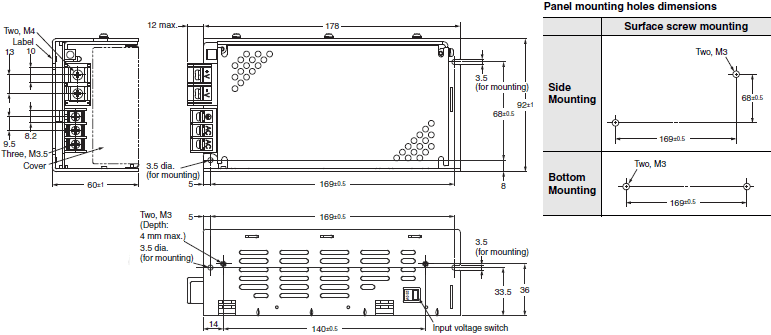 Two, M4
Label
13
10
8.2
9.5
Three, M3.5
Cover
60±1
12 max.
178
3.5
(for mounting)
68±0.5
92±1
3.5 dia.
(for mounting)
5
169±0.5
8
Two, M3
(Depth:
4 mm max.)
3.5 dia.
(for mounting)
5
169±0.5
3.5
(for mounting)
33.5
36
14
140±0.5
Input voltage switch
Panel mounting holes dimensions
Surface screw mounting
Side
Mounting
Two, M3
68±0.5
169±0.5
Bottom
Mounting
Two, M3
169±0.5